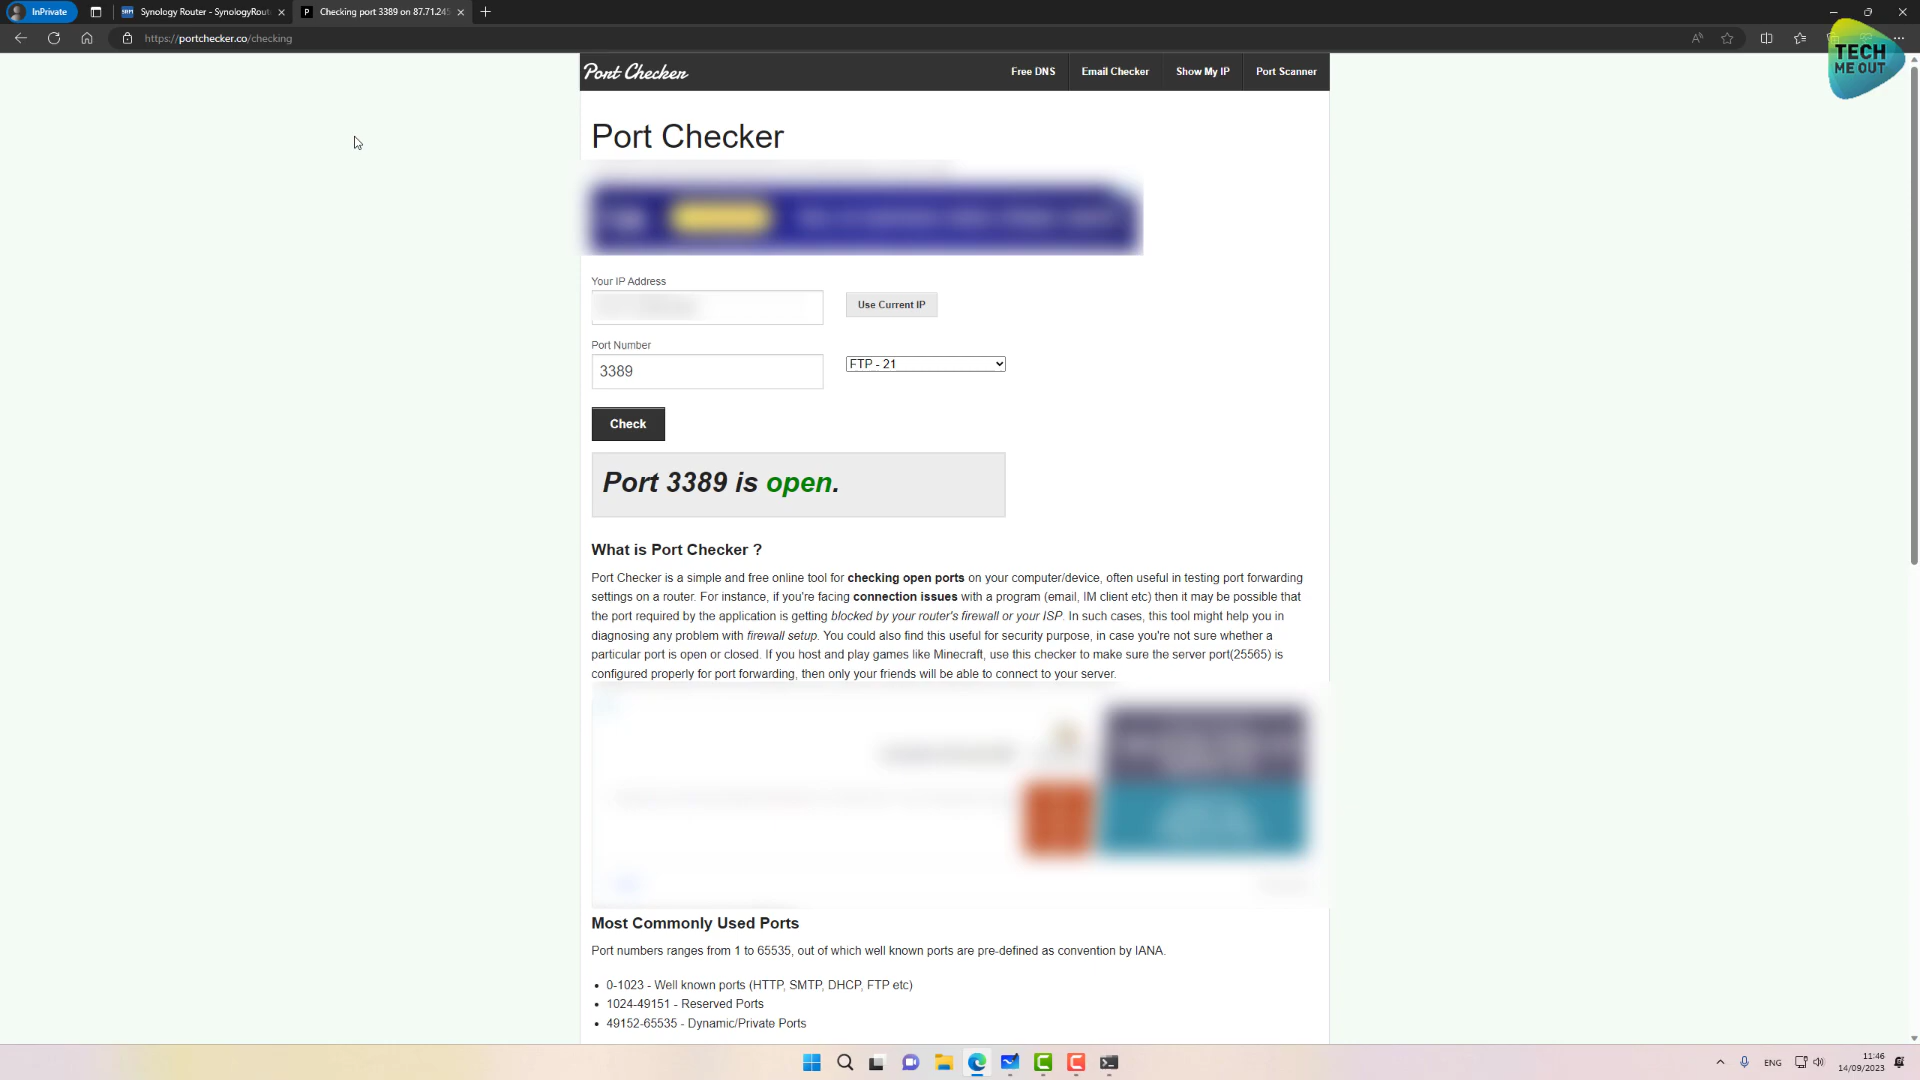 InPrivate
Synology Router - SynologyRout
Checking port 3389 on 87.71.245
https://portchecker.co/checking
TECH
ME OUT
Port Checker
Free DNS
Email Checker
Show My IP
Port Scanner
Port Checker
Your IP Address
Use Current IP
Port Number
3389
FTP - 21
Check
Port 3389 is open.
What is Port Checker ?
Port Checker is a simple and free online tool for checking open ports on your computer/device, often useful in testing port forwarding
settings on a router. For instance, if you're facing connection issues with a program (email, IM client etc) then it may be possible that
the port required by the application is getting blocked by your router's firewall or your ISP. In such cases, this tool might help you in
diagnosing any problem with firewall setup. You could also find this useful for security purpose, in case you're not sure whether a
particular port is open or closed. If you host and play games like Minecraft, use this checker to make sure the server port(25565) is
configured properly for port forwarding, then only your friends will be able to connect to your server.
Most Commonly Used Ports
Port numbers ranges from 1 to 65535, out of which well known ports are pre-defined as convention by IANA.
• 0-1023 - Well known ports (HTTP, SMTP, DHCP, FTP etc)
• 1024-49151 - Reserved Ports
• 49152-65535 - Dynamic/Private Ports
ENG
11:46
14/09/2023